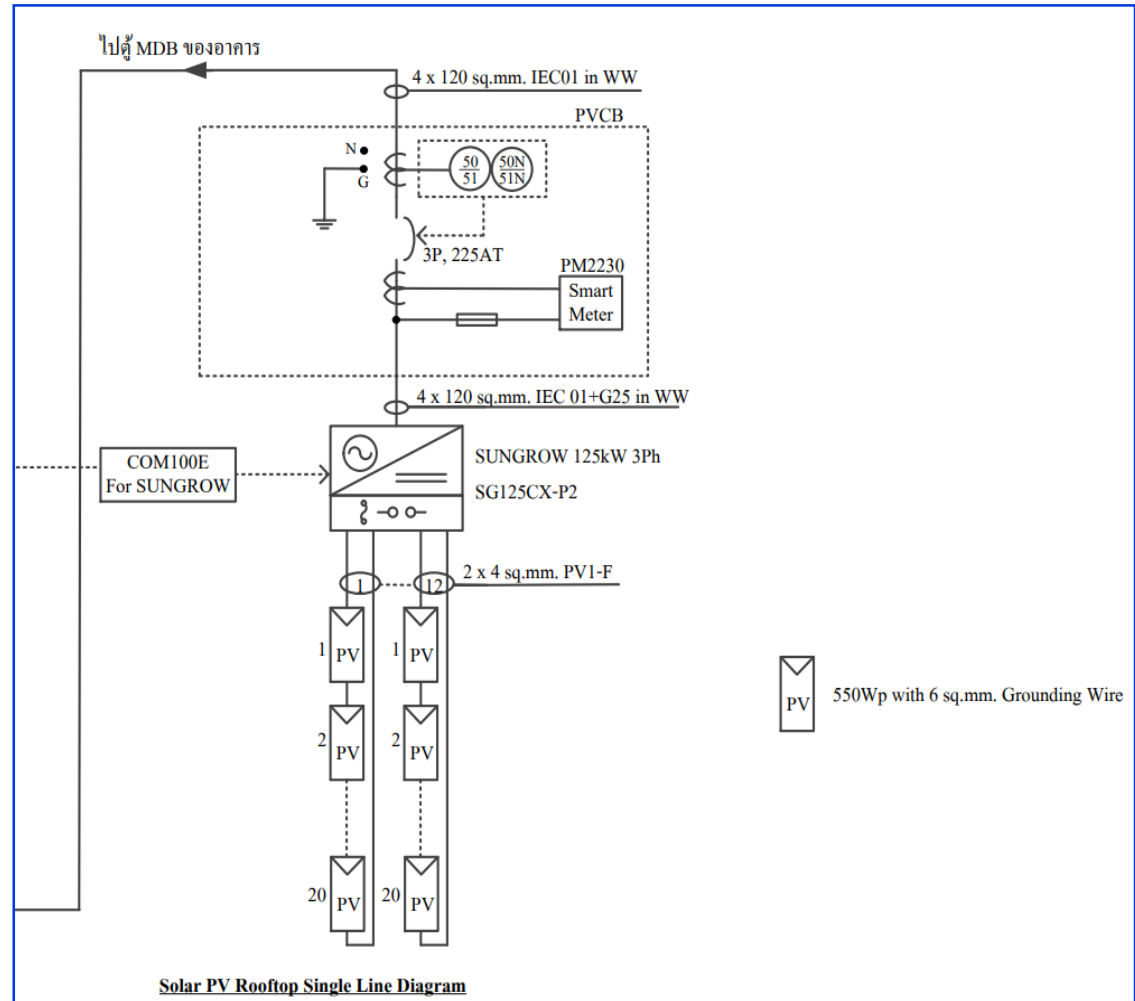 ไปตู้ MDB ของอาคาร
4 x 120 sq.mm. IEC01 in WW
PVCB
N
G
50
51
50N
51N
3P, 225AT
PM2230
Smart
Meter
4 x 120 sq.mm. IEC 01+G25 in WW
COM100E
For SUNGROW
SUNGROW 125kW 3Ph
SG125CX-P2
1
12
2 x 4 sq.mm. PV1-F
1
PV
1
PV
2
PV
2
PV
20
PV
20
PV
PV
550Wp with 6 sq.mm. Grounding Wire
Solar PV Rooftop Single Line Diagram